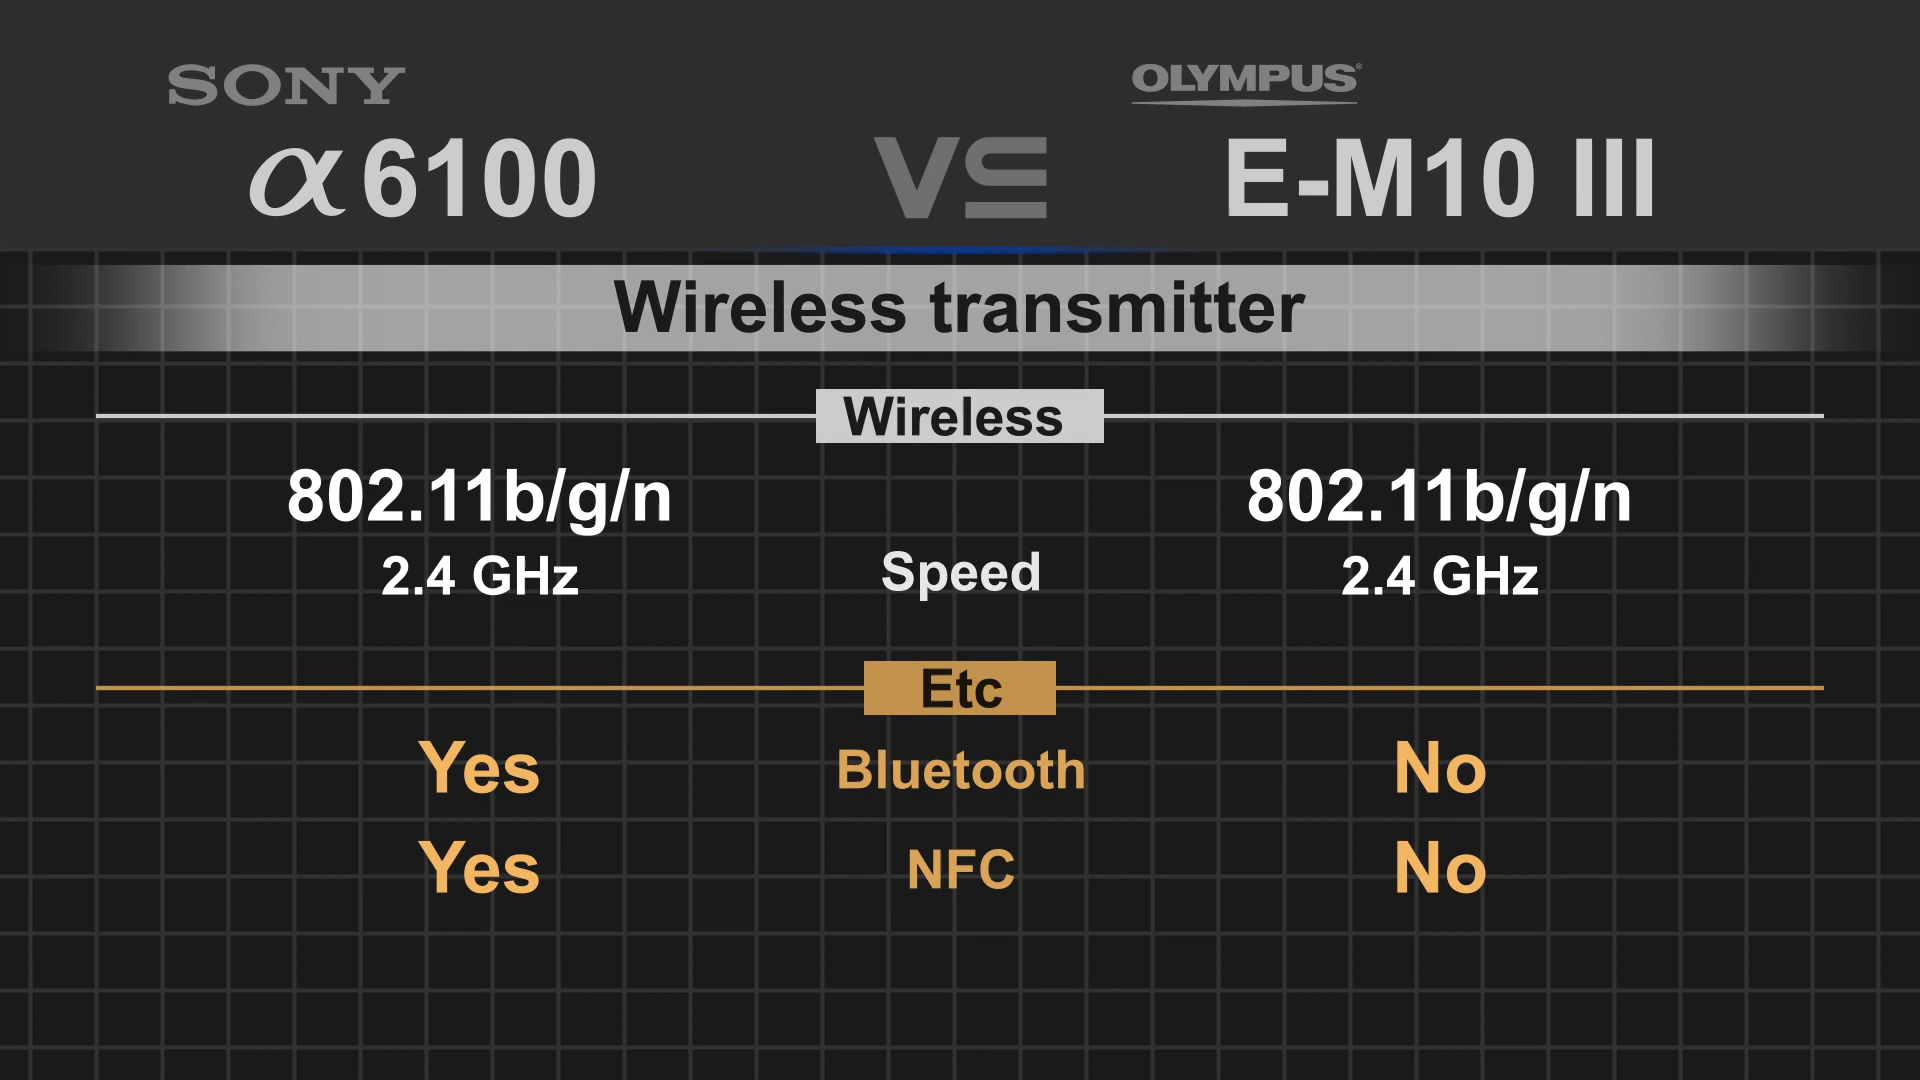 SONY
OLYMPUS®
α6100
VS
E-M10 III
Wireless transmitter
Wireless
802.11b/g/n
802.11b/g/n
2.4 GHz
Speed
2.4 GHz
Etc
Yes
Bluetooth
No
Yes
NFC
No